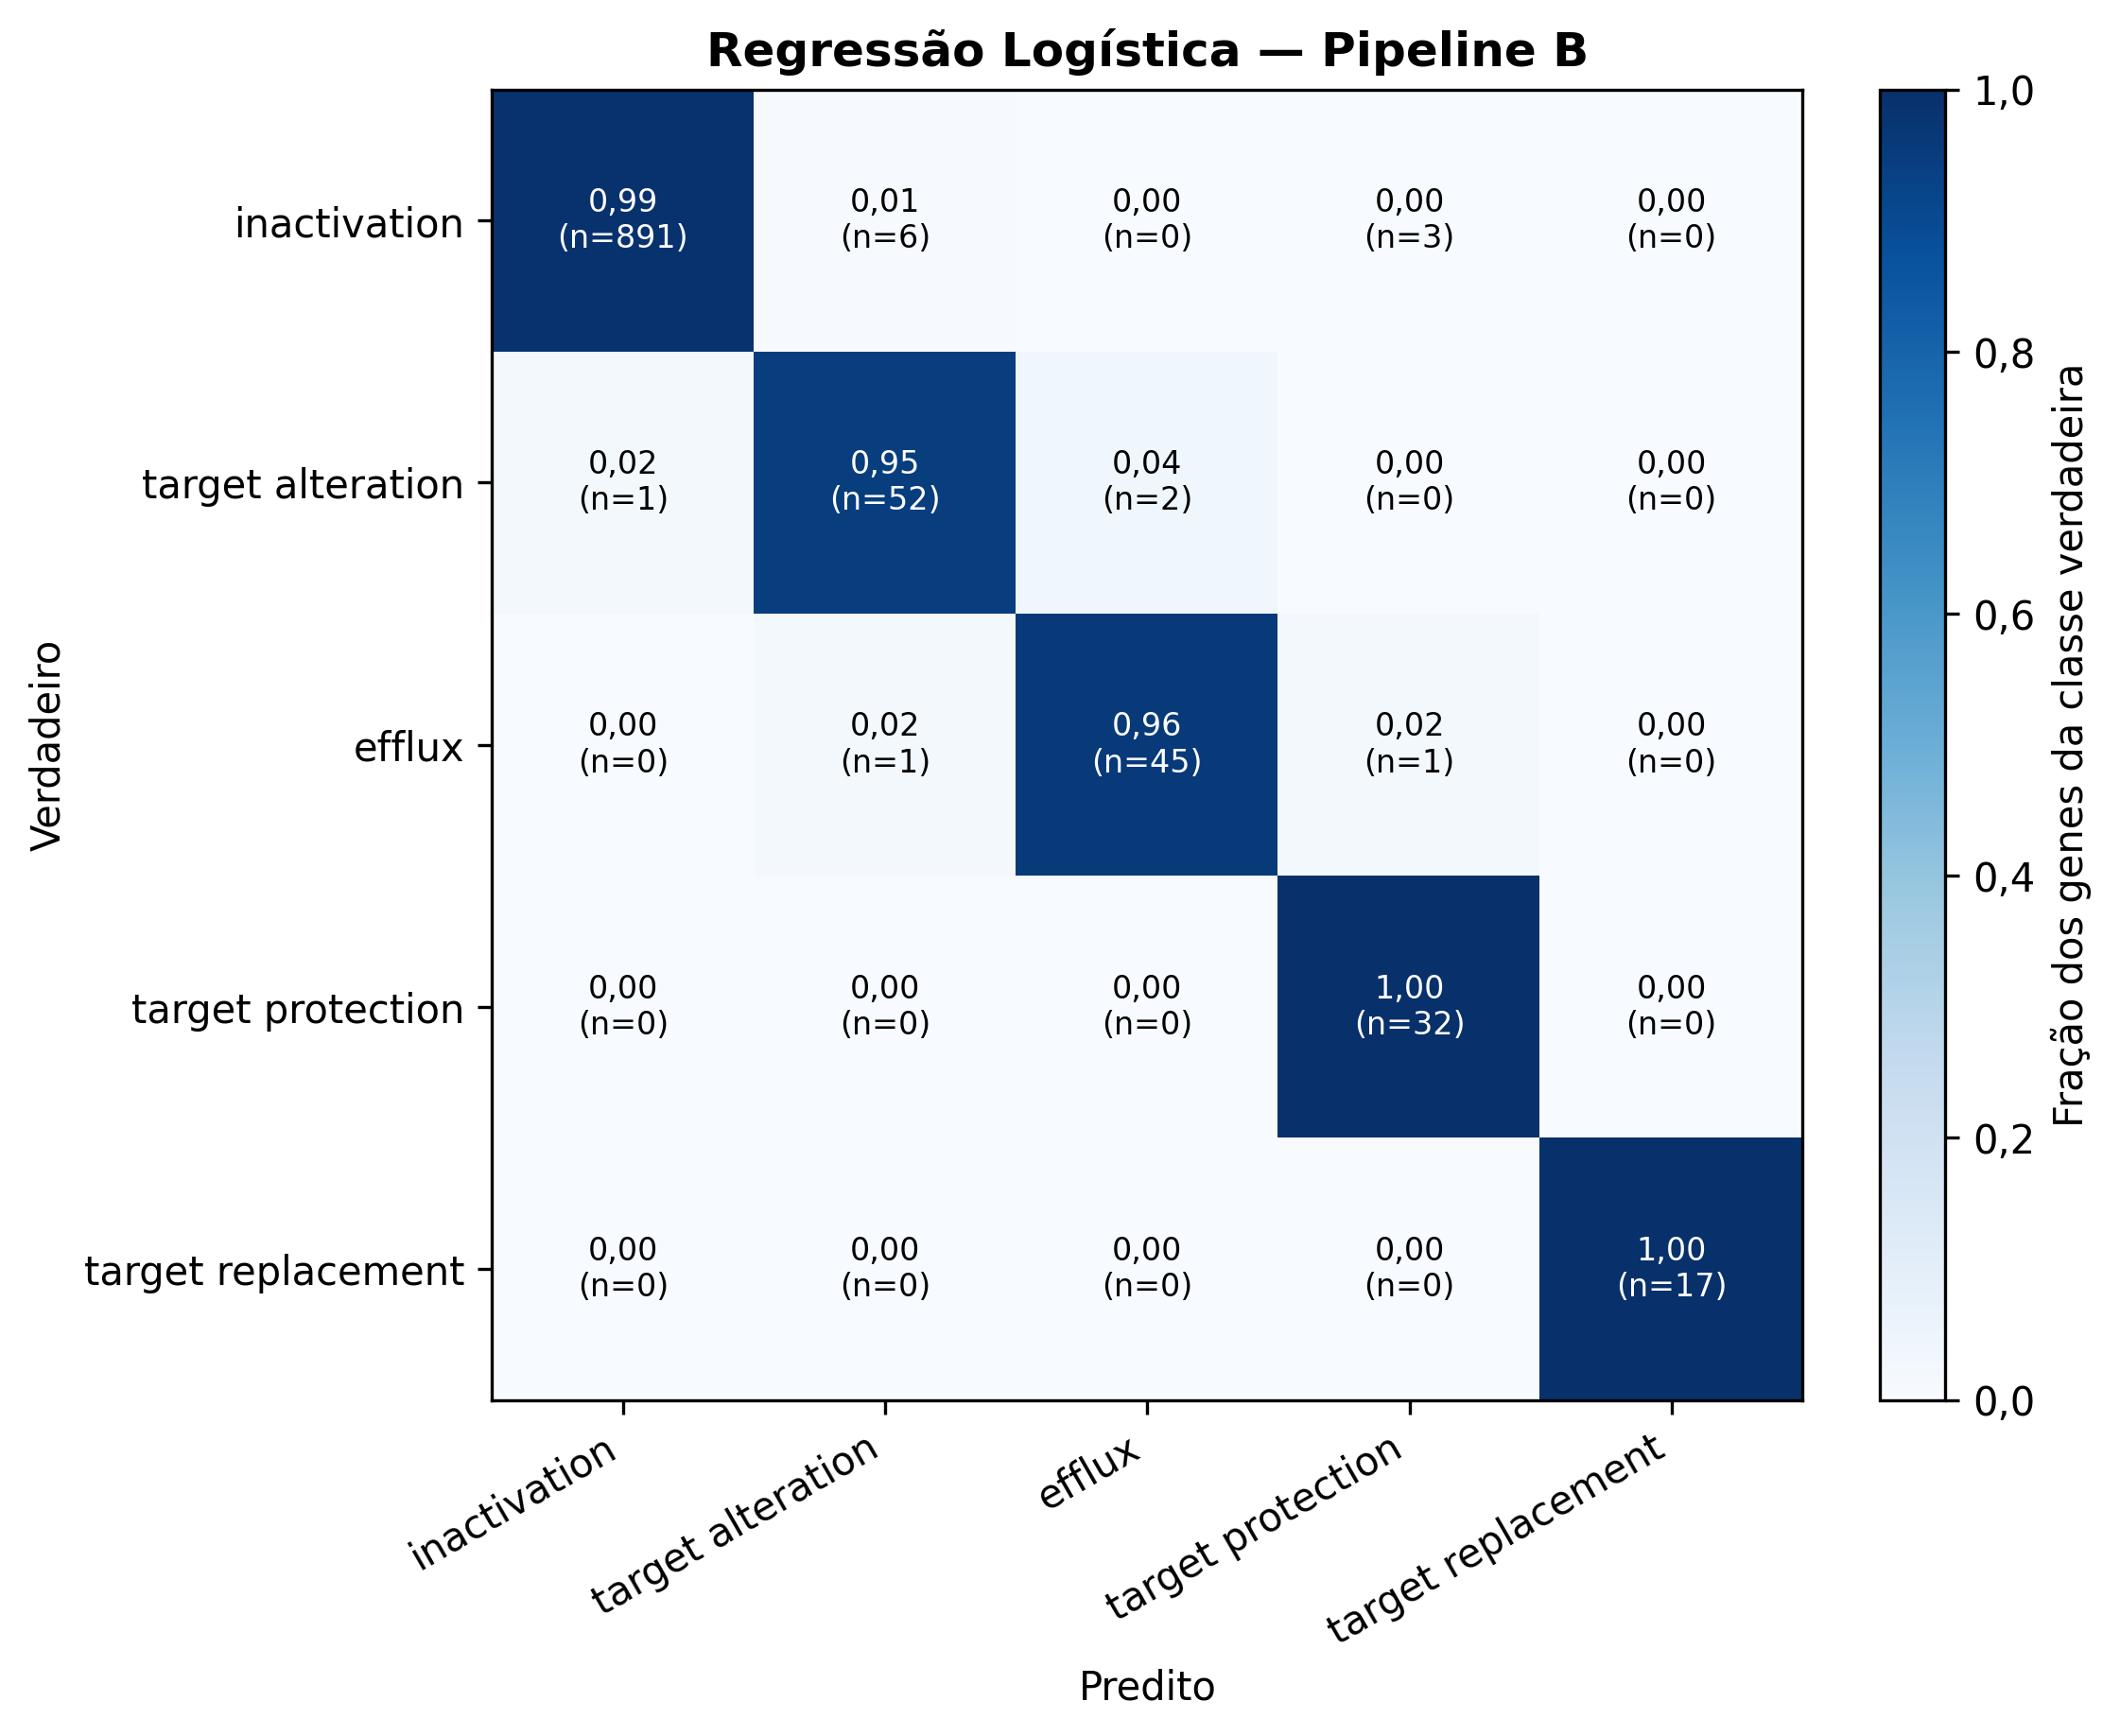 Regressão Logística — Pipeline B
inactivation
0,99
(n=891)
0,01
(n=6)
0,00
(n=0)
0,00
(n=3)
0,00
(n=0)
target alteration
0,02
(n=1)
0,95
(n=52)
0,04
(n=2)
0,00
(n=0)
0,00
(n=0)
efflux
0,00
(n=0)
0,02
(n=1)
0,96
(n=45)
0,02
(n=1)
0,00
(n=0)
target protection
0,00
(n=0)
0,00
(n=0)
0,00
(n=0)
1,00
(n=32)
0,00
(n=0)
target replacement
0,00
(n=0)
0,00
(n=0)
0,00
(n=0)
0,00
(n=0)
1,00
(n=17)
Verdadeiro
inactivation
target alteration
efflux
target protection
target replacement
Predito
1,0
0,8
0,6
0,4
0,2
0,0
Fração dos genes da classe verdadeira